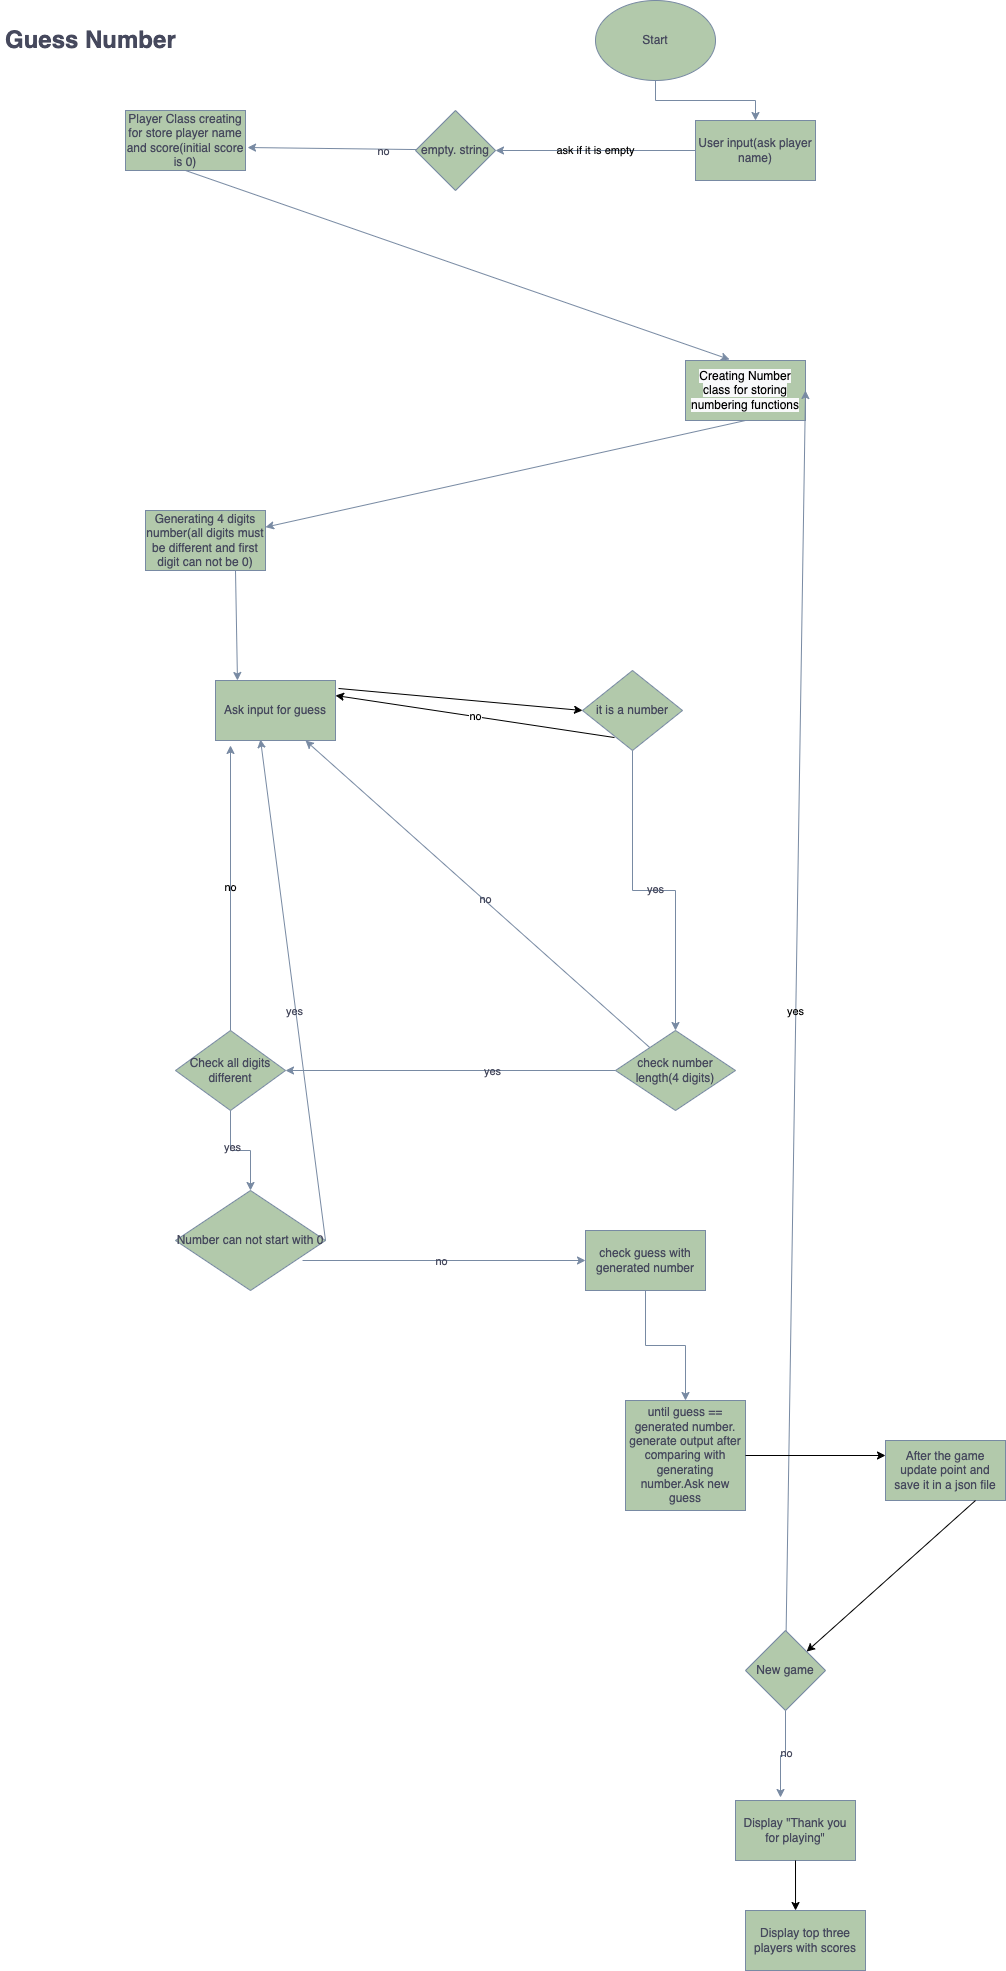 Guess Number
Start
Player Class creating
for store player name
and score(initial score
is 0)
no
empty. string
ask if it is empty
User input(ask player
name)
Creating Number
class for storing
numbering functions
Generating 4 digits
number(all digits must
be different and first
digit can not be 0)
Ask input for guess
no
it is a number
no
no
yes
yes
yes
Check all digits
different
yes
check number
length(4 digits)
yes
Number can not start with 0
no
check guess with
generated number
until guess ==
generated number.
generate output after
comparing with
generating
number.Ask new
guess
After the game
update point and
save it in a json file
New game
no
Display "Thank you
for playing"
Display top three
players with scores